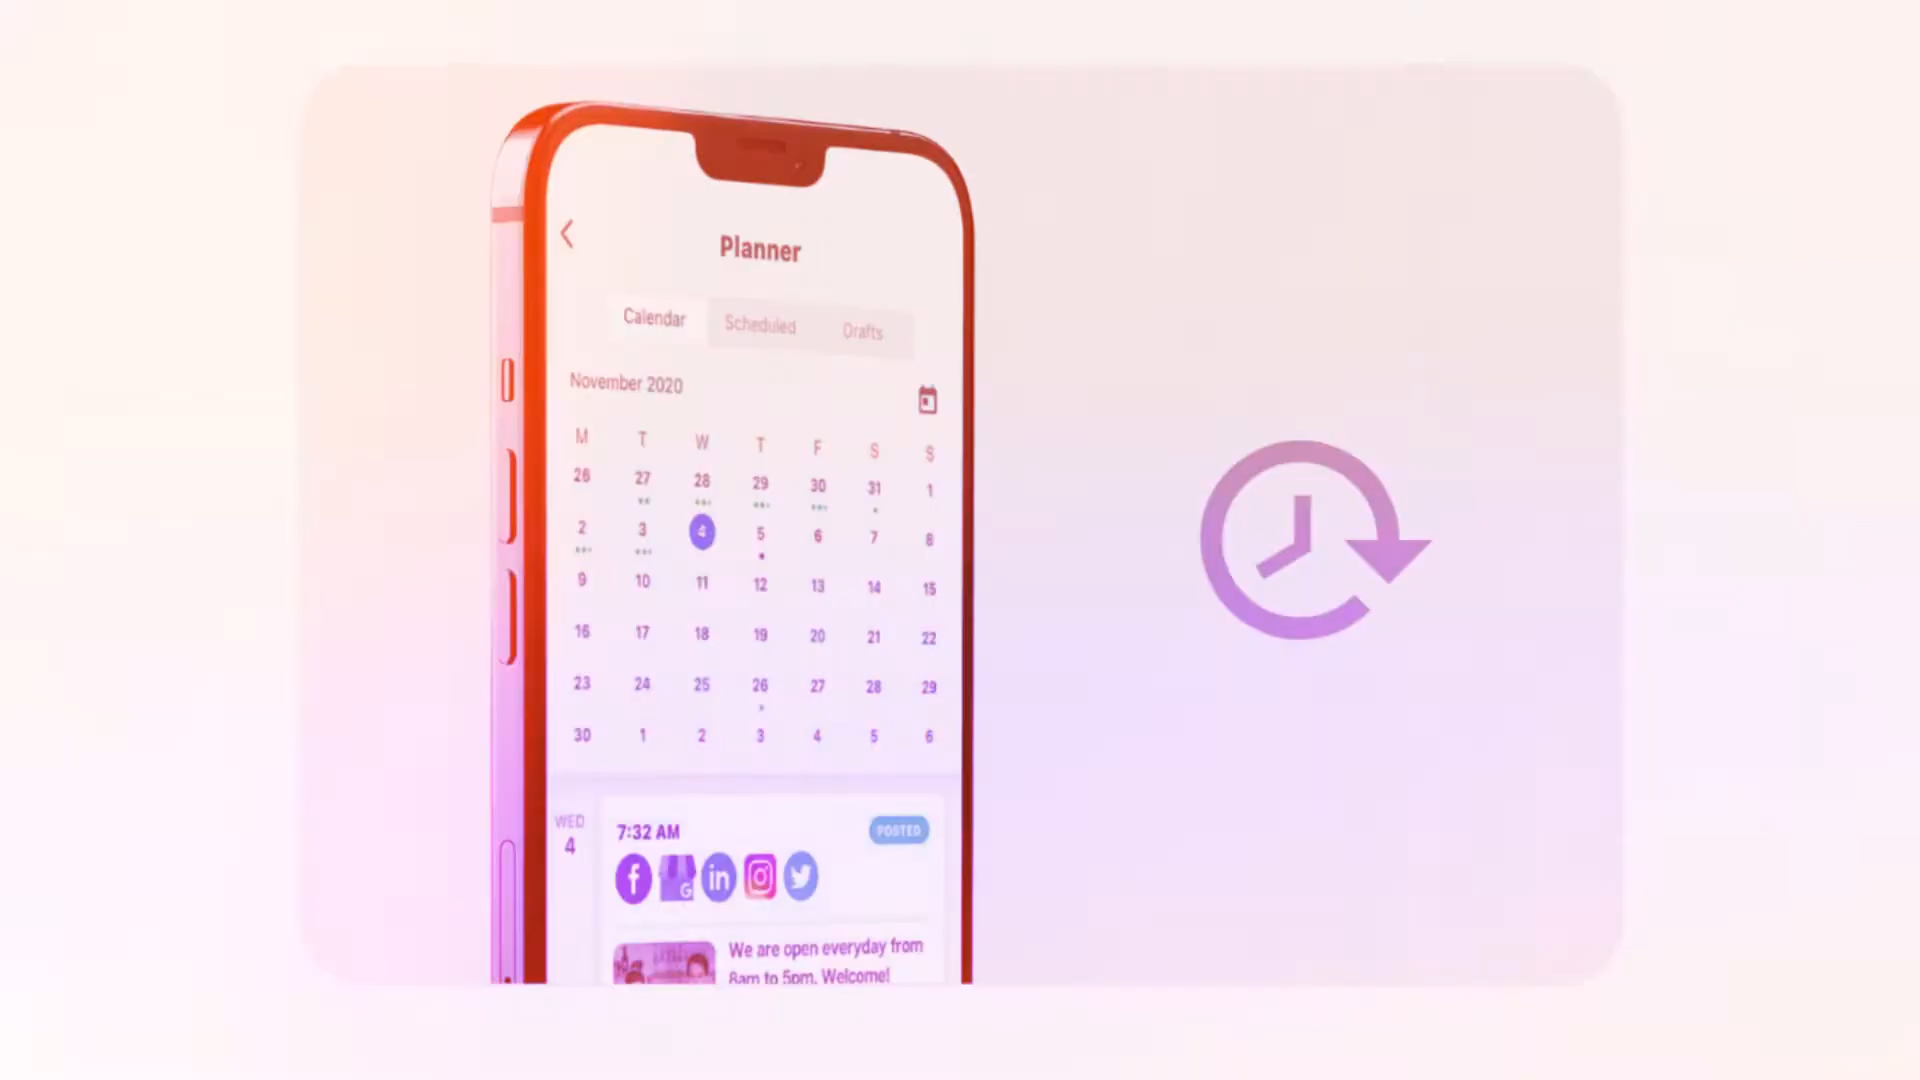 Planner
Calendar Scheduled Drafts
November 2020
M T W T F S S
26 27 28 29 30 31 1
2 3 4 5 6 7 8
9 10 11 12 13 14 15
16 17 18 19 20 21 22
23 24 25 26 27 28 29
30 1 2 3 4 5 6
WED
4
7:32 AM
POSTED
f G in
We are open everyday from
8am to 5pm. Welcome!